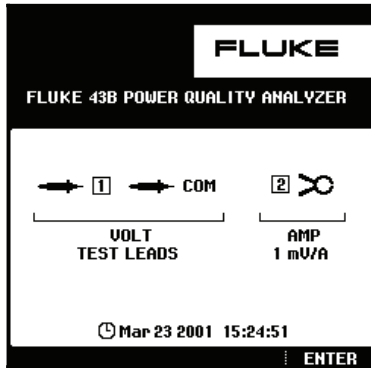 FLUKE
FLUKE 43B POWER QUALITY ANALYZER
1 COM 2
VOLT AMP
TEST LEADS 1 mV/A
Mar 23 2001 15:24:51
ENTER